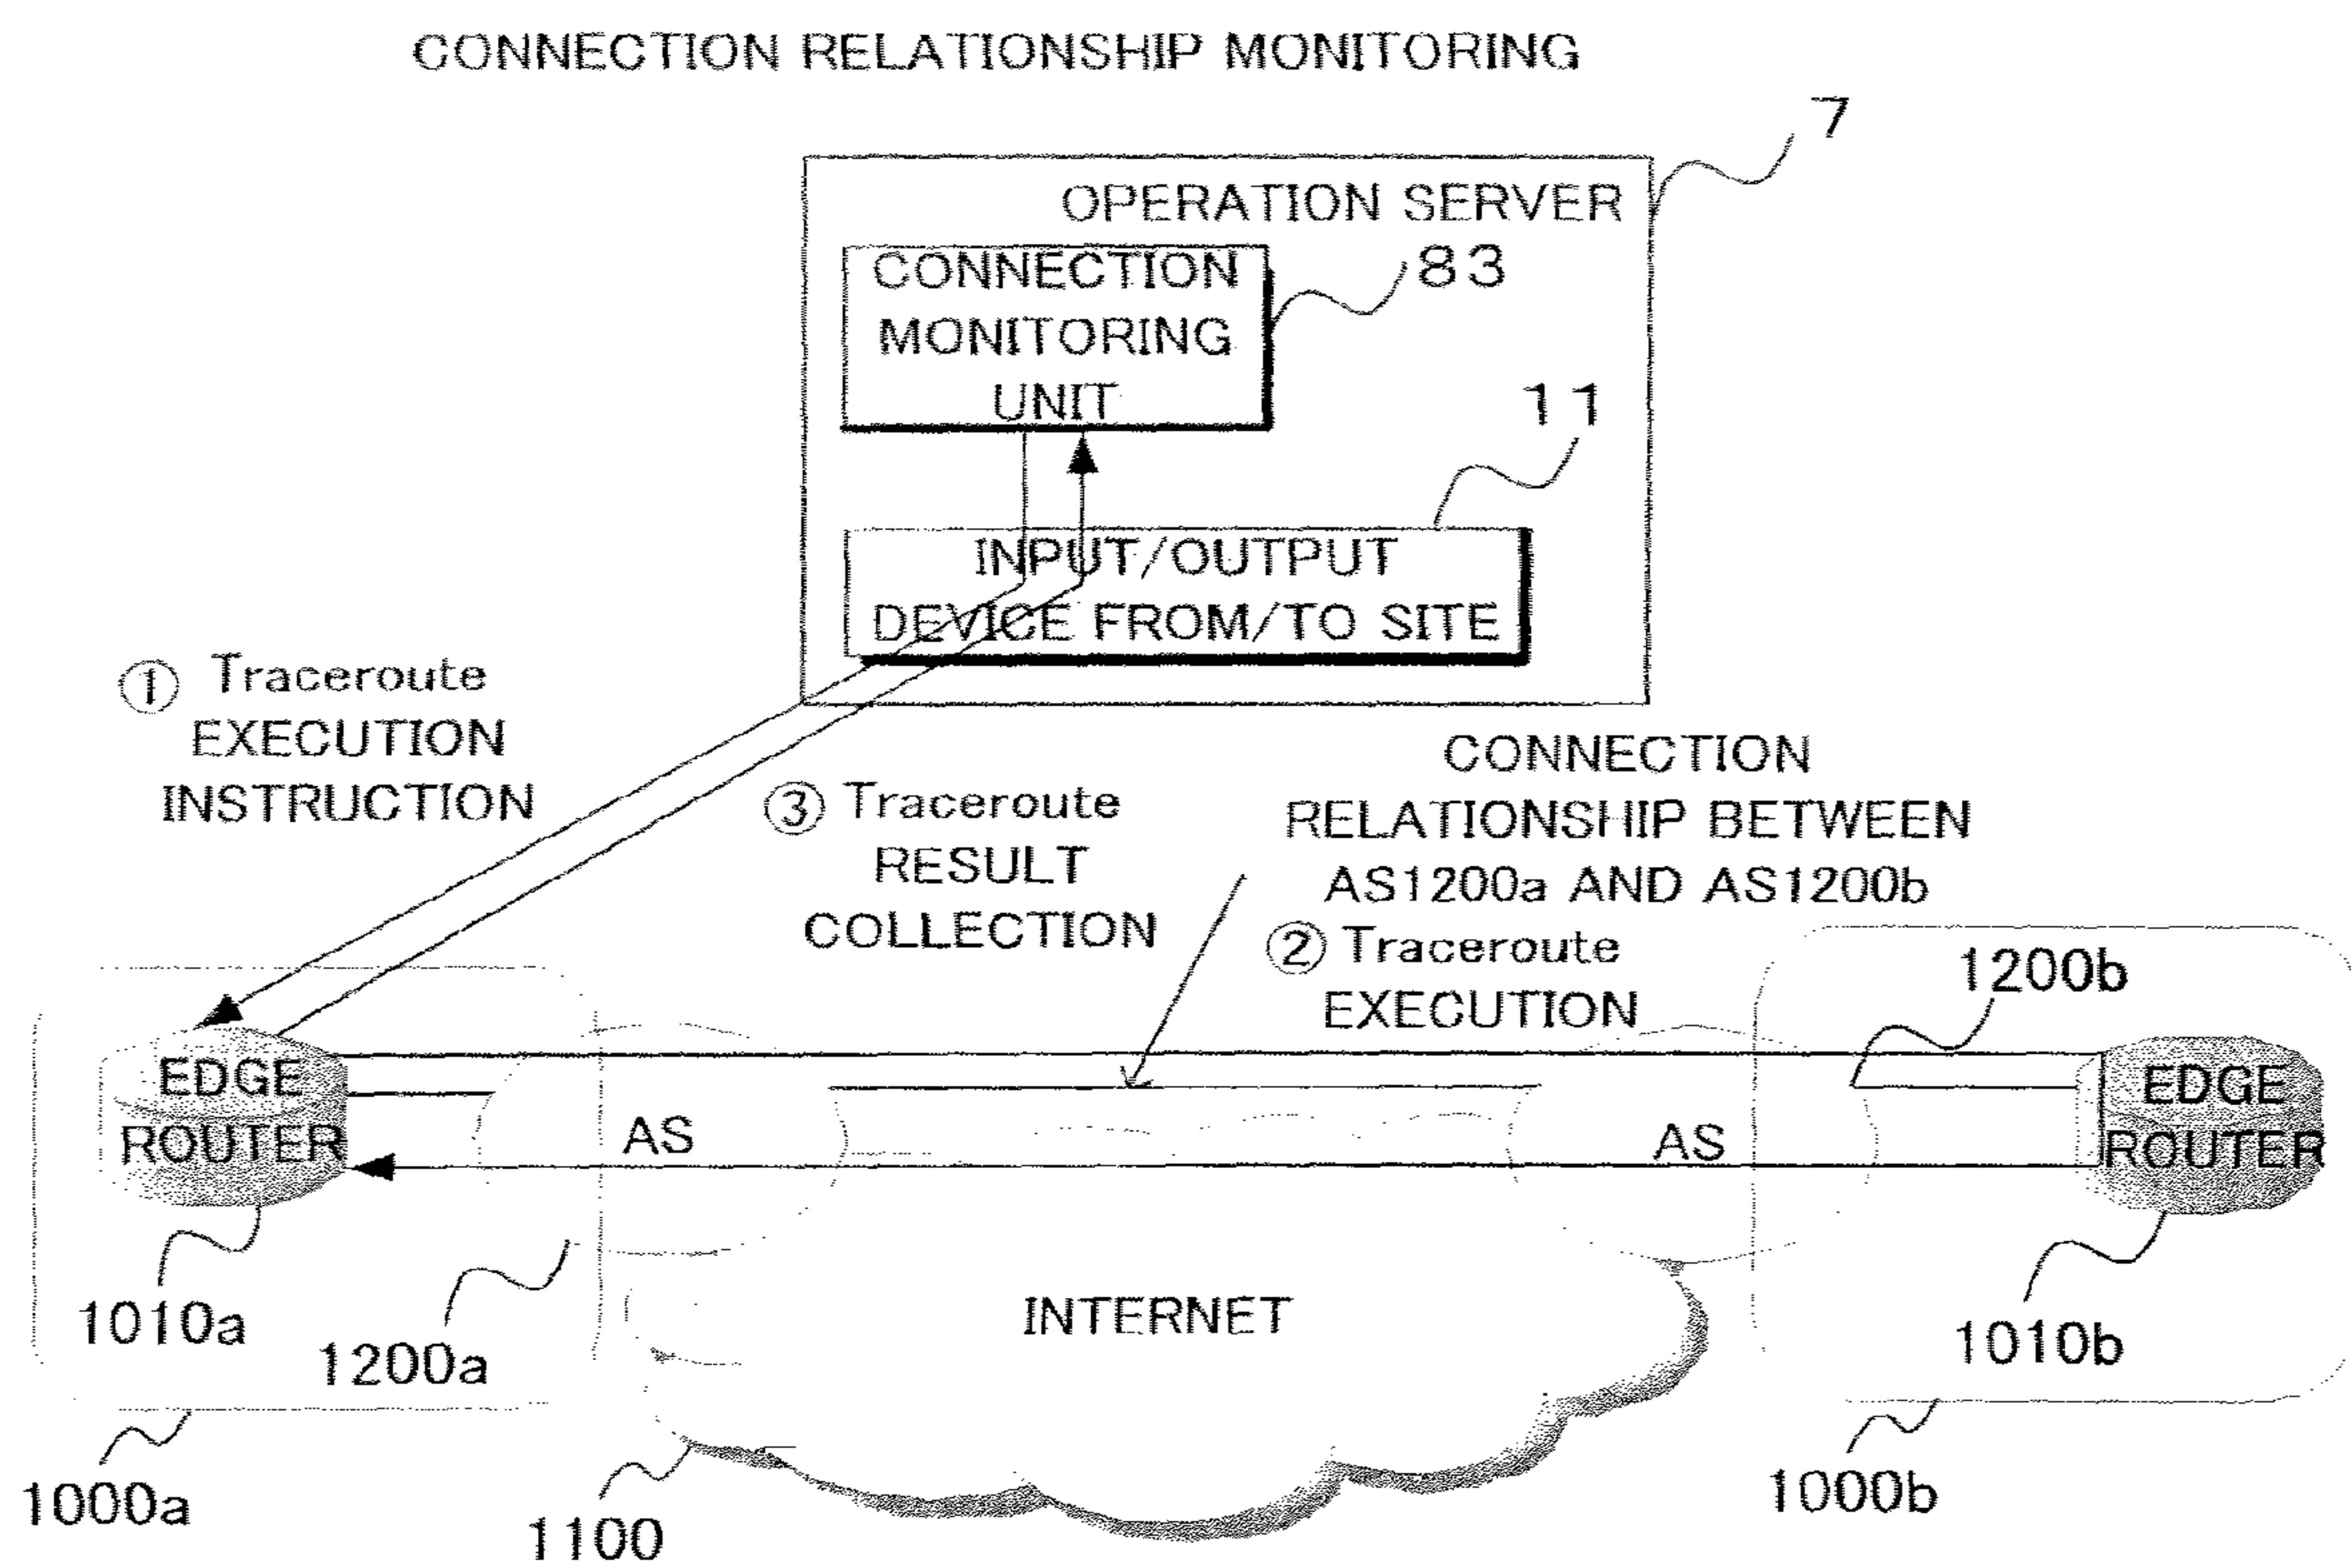 CONNECTION RELATIONSHIP MONITORING
7
OPERATION SERVER
CONNECTION
MONITORING
UNIT
83
11
INPUT/OUTPUT
DEVICE FROM/TO SITE
① Traceroute
EXECUTION
INSTRUCTION
③ Traceroute
RESULT
COLLECTION
CONNECTION
RELATIONSHIP BETWEEN
AS1200a AND AS1200b
② Traceroute
EXECUTION
1200b
EDGE
ROUTER
AS
AS
EDGE
ROUTER
1010a
1200a
INTERNET
1010b
1000a
1100
1000b